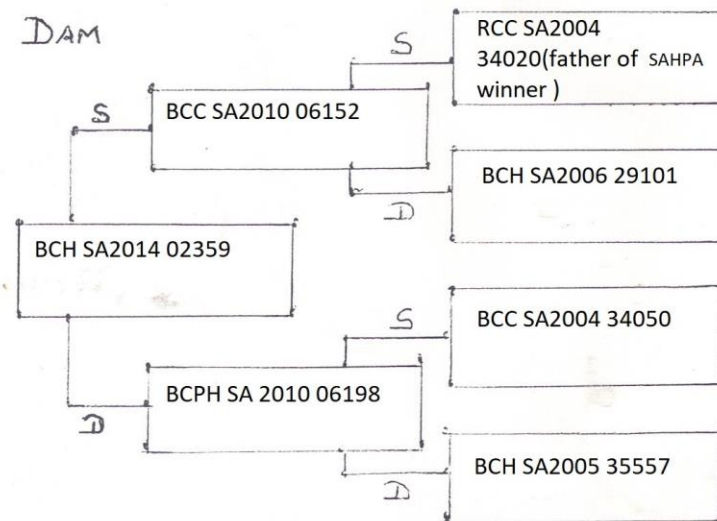 DAM
S
RCC SA2004
34020(father of SAHPA
winner )
BCC SA2010 06152
S
D
BCH SA2006 29101
BCH SA2014 02359
S
BCC SA2004 34050
BCPH SA 2010 06198
D
D
BCH SA2005 35557